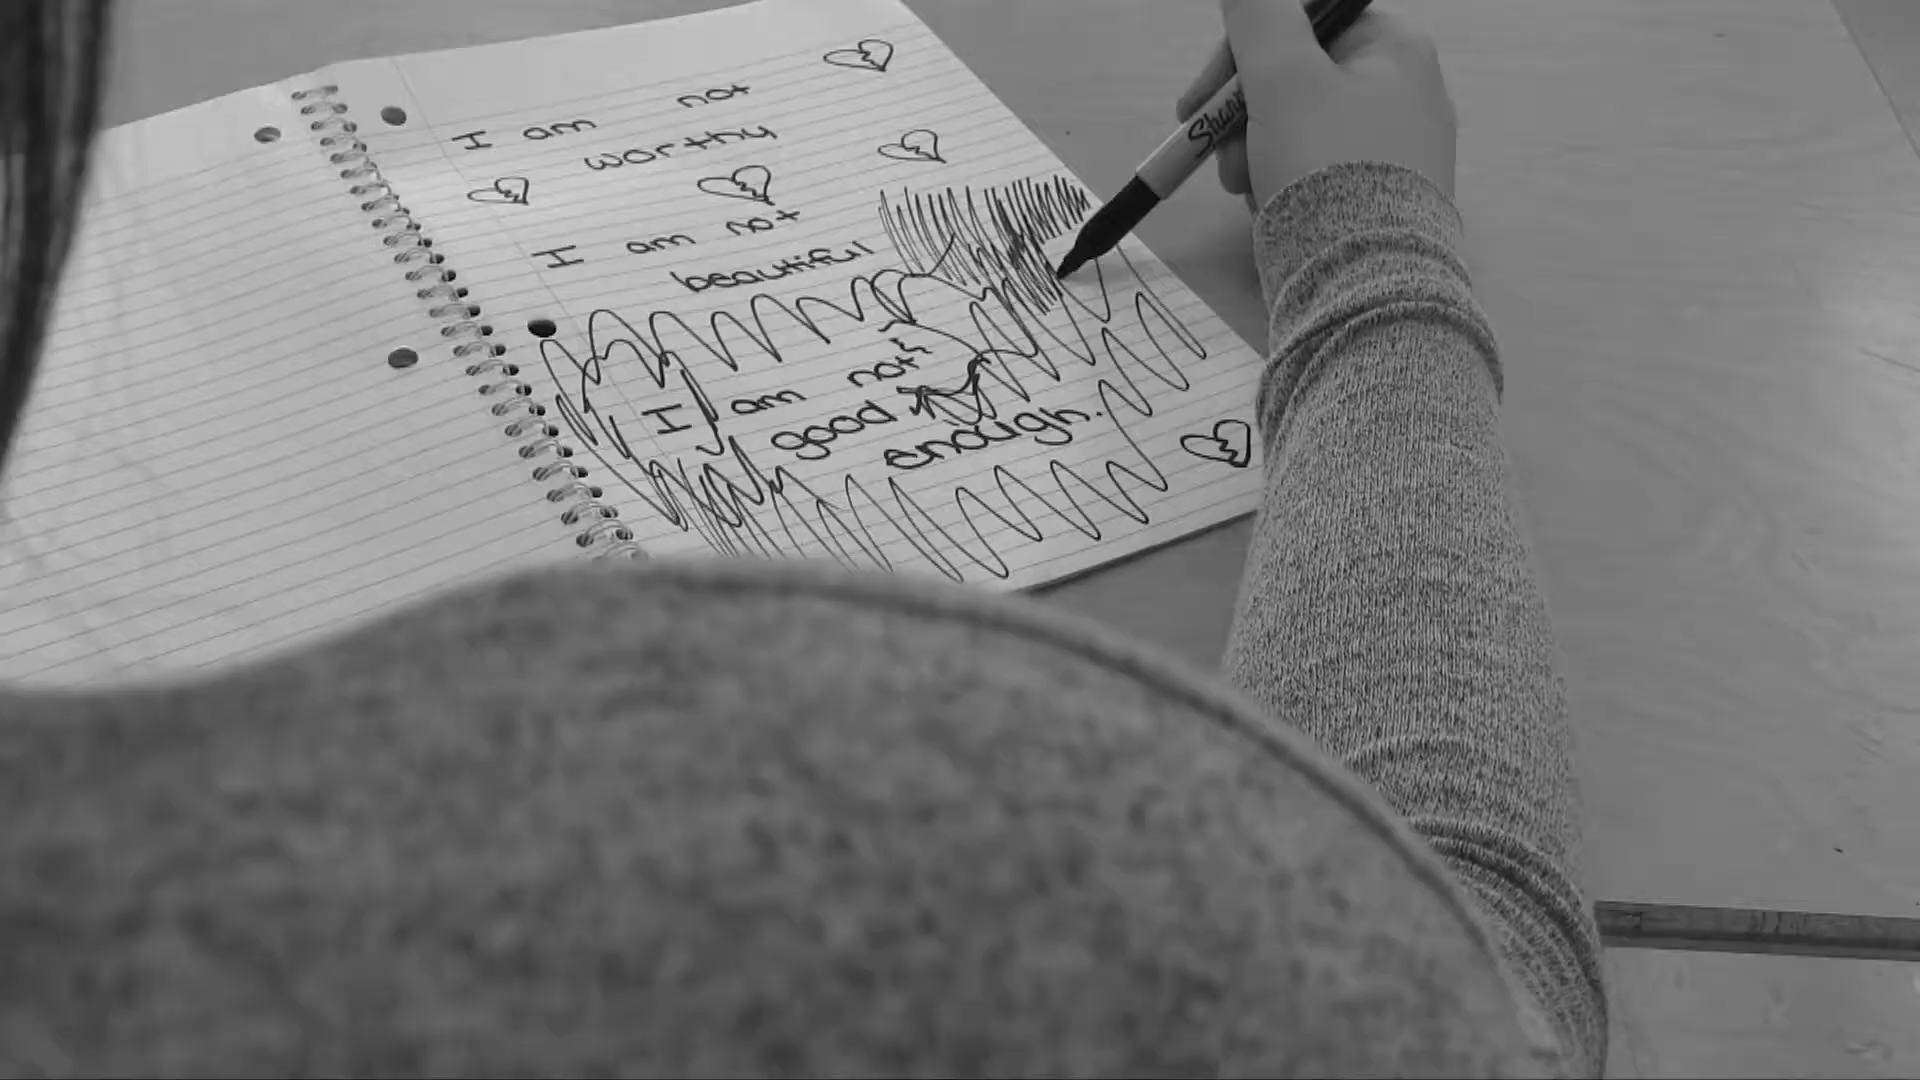 I am not
worthy
I am not
beautiful
I am not
good
enough.